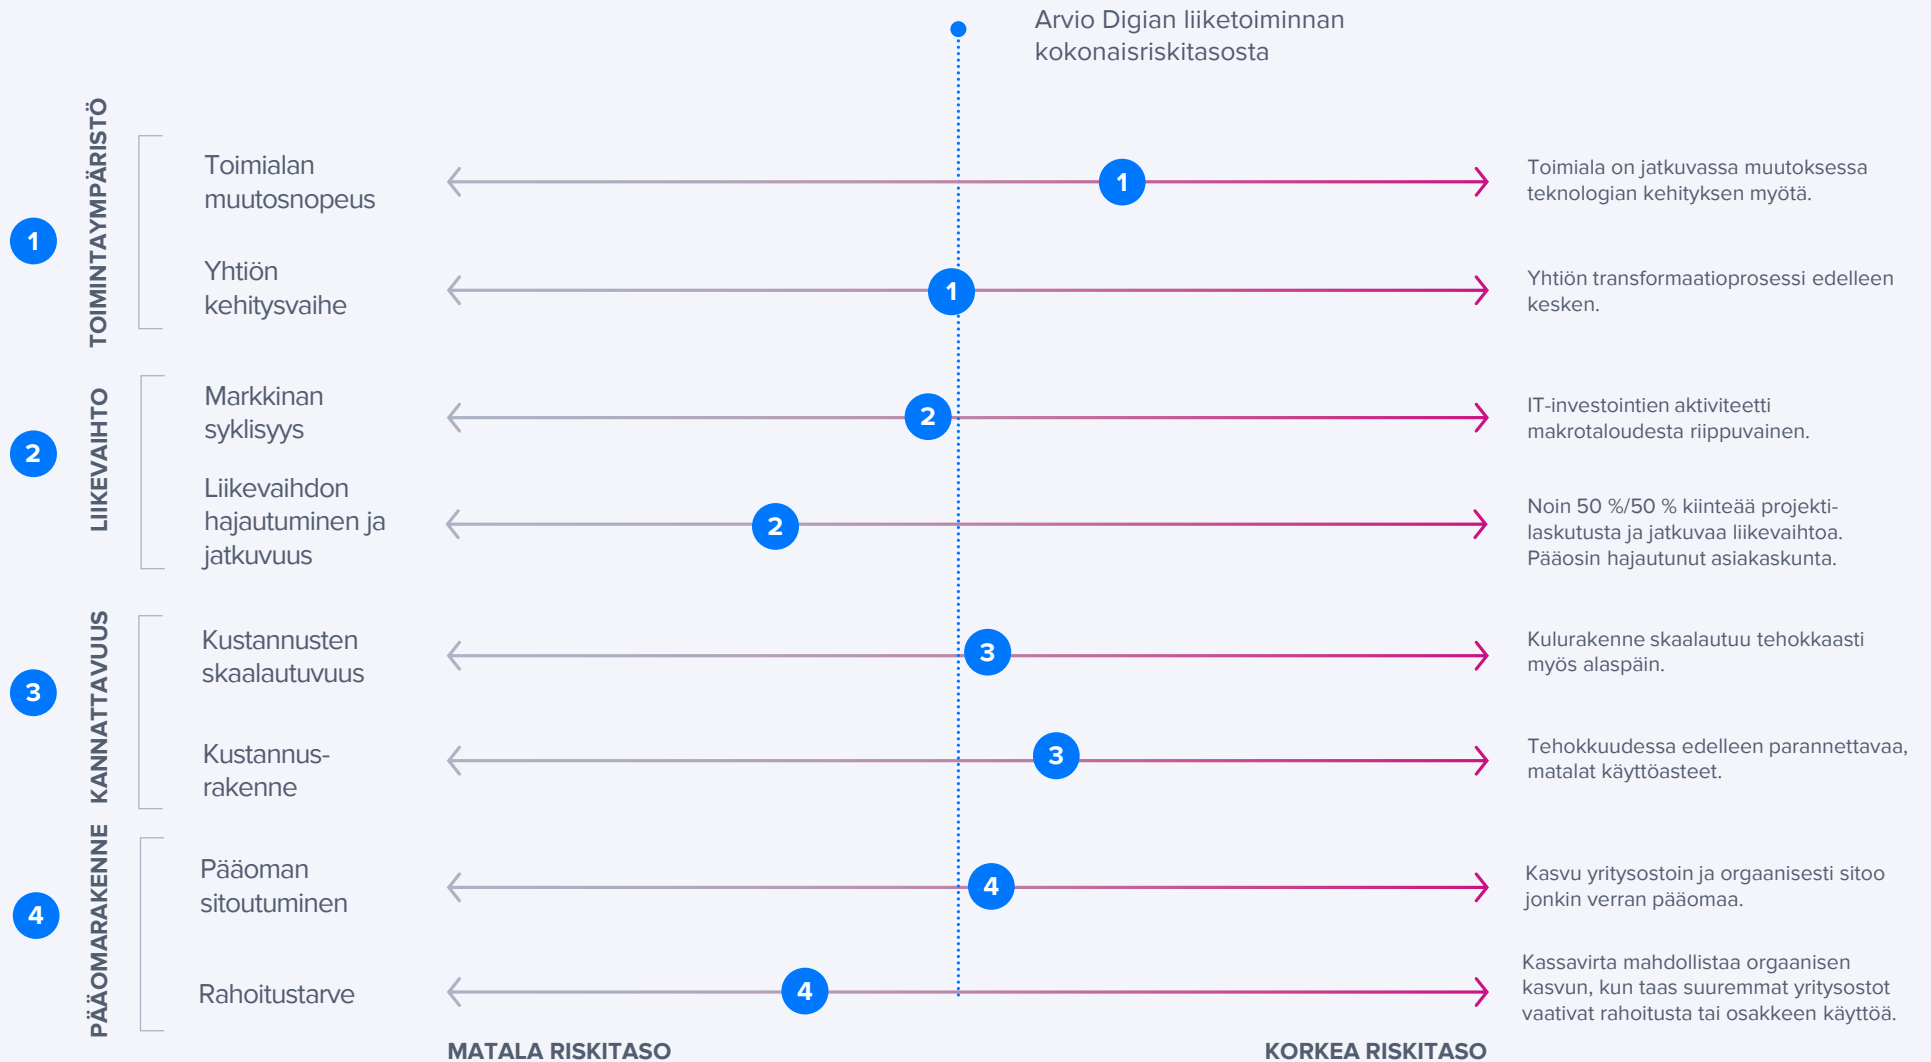 Arvio Digian liiketoiminnan
kokonaisriskitasosta
1
TOIMINTAYMPÄRISTÖ
Toimialan
muutosnopeus
1
Toimiala on jatkuvassa muutoksessa
teknologian kehityksen myötä.
Yhtiön
kehitysvaihe
1
Yhtiön transformaatioprosessi edelleen
kesken.
2
LIIKEVAIHTO
Markkinan
syklisyys
2
IT-investointien aktiviteetti
makrotaloudesta riippuvainen.
Liikevaihdon
hajautuminen ja
jatkuvuus
2
Noin 50 %/50 % kiinteää projekti-
laskutusta ja jatkuvaa liikevaihtoa.
Pääosin hajautunut asiakaskunta.
3
KANNATTAVUUS
Kustannusten
skaalautuvuus
3
Kulurakenne skaalautuu tehokkaasti
myös alaspäin.
Kustannus-
rakenne
3
Tehokkuudessa edelleen parannettavaa,
matalat käyttöasteet.
4
PÄÄOMARAKENNE
Pääoman
sitoutuminen
4
Kasvu yritysostoin ja orgaanisesti sitoo
jonkin verran pääomaa.
Rahoitustarve
4
Kassavirta mahdollistaa orgaanisen
kasvun, kun taas suuremmat yritysostot
vaativat rahoitusta tai osakkeen käyttöä.
MATALA RISKITASO
KORKEA RISKITASO